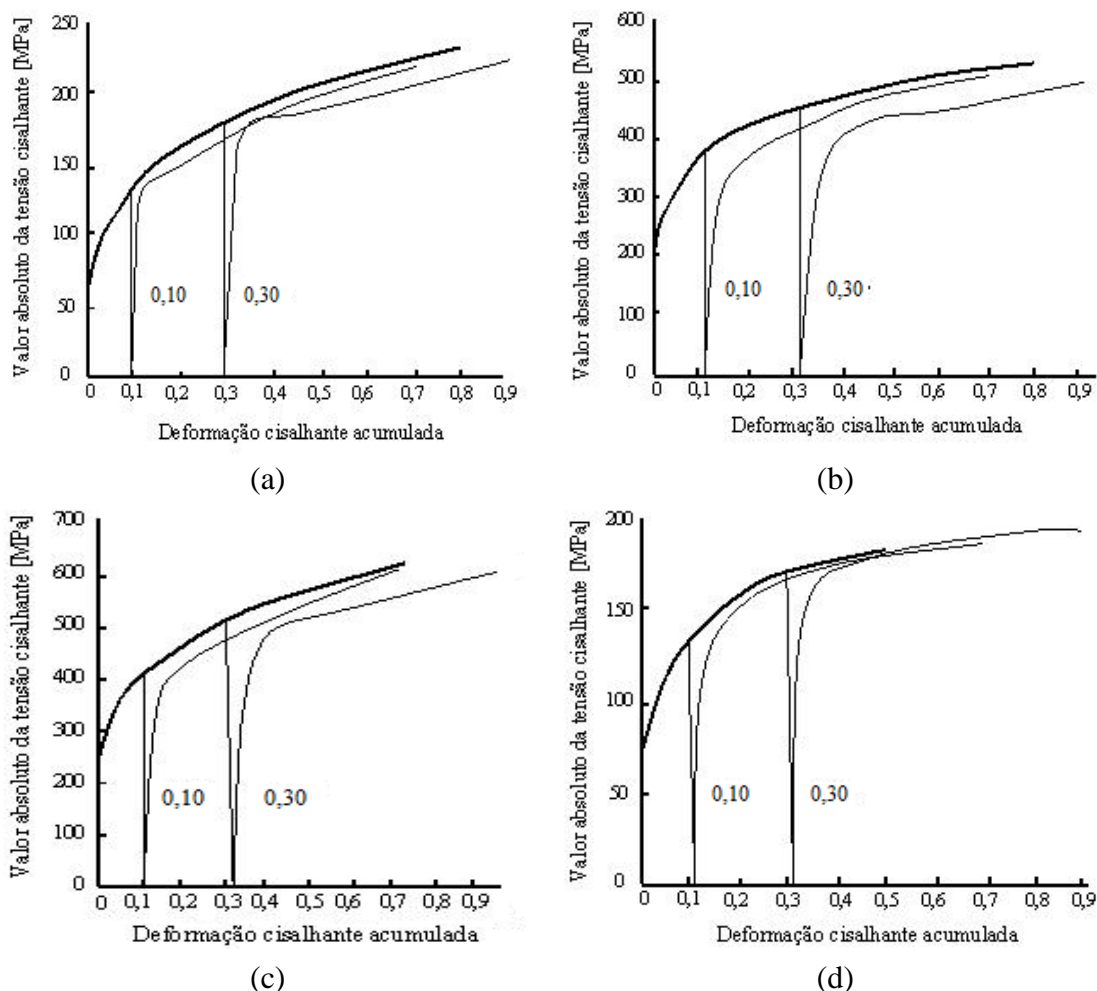 Valor absoluto da tensão cisalhante [MPa]
250
200
150
100
50
0
0,10
0,30
0 0,1 0,2 0,3 0,4 0,5 0,6 0,7 0,8 0,9
Deformação cisalhante acumulada
(a)
Valor absoluto da tensão cisalhante [MPa]
600
500
400
300
200
100
0
0,10
0,30
0 0,1 0,2 0,3 0,4 0,5 0,6 0,7 0,8 0,9
Deformação cisalhante acumulada
(b)
Valor absoluto da tensão cisalhante [MPa]
700
600
500
400
300
200
100
0
0,10
0,30
0 0,1 0,2 0,3 0,4 0,5 0,6 0,7 0,8 0,9
Deformação cisalhante acumulada
(c)
Valor absoluto da tensão cisalhante [MPa]
200
150
100
50
0
0,10
0,30
0 0,1 0,2 0,3 0,4 0,5 0,6 0,7 0,8 0,9
Deformação cisalhante acumulada
(d)